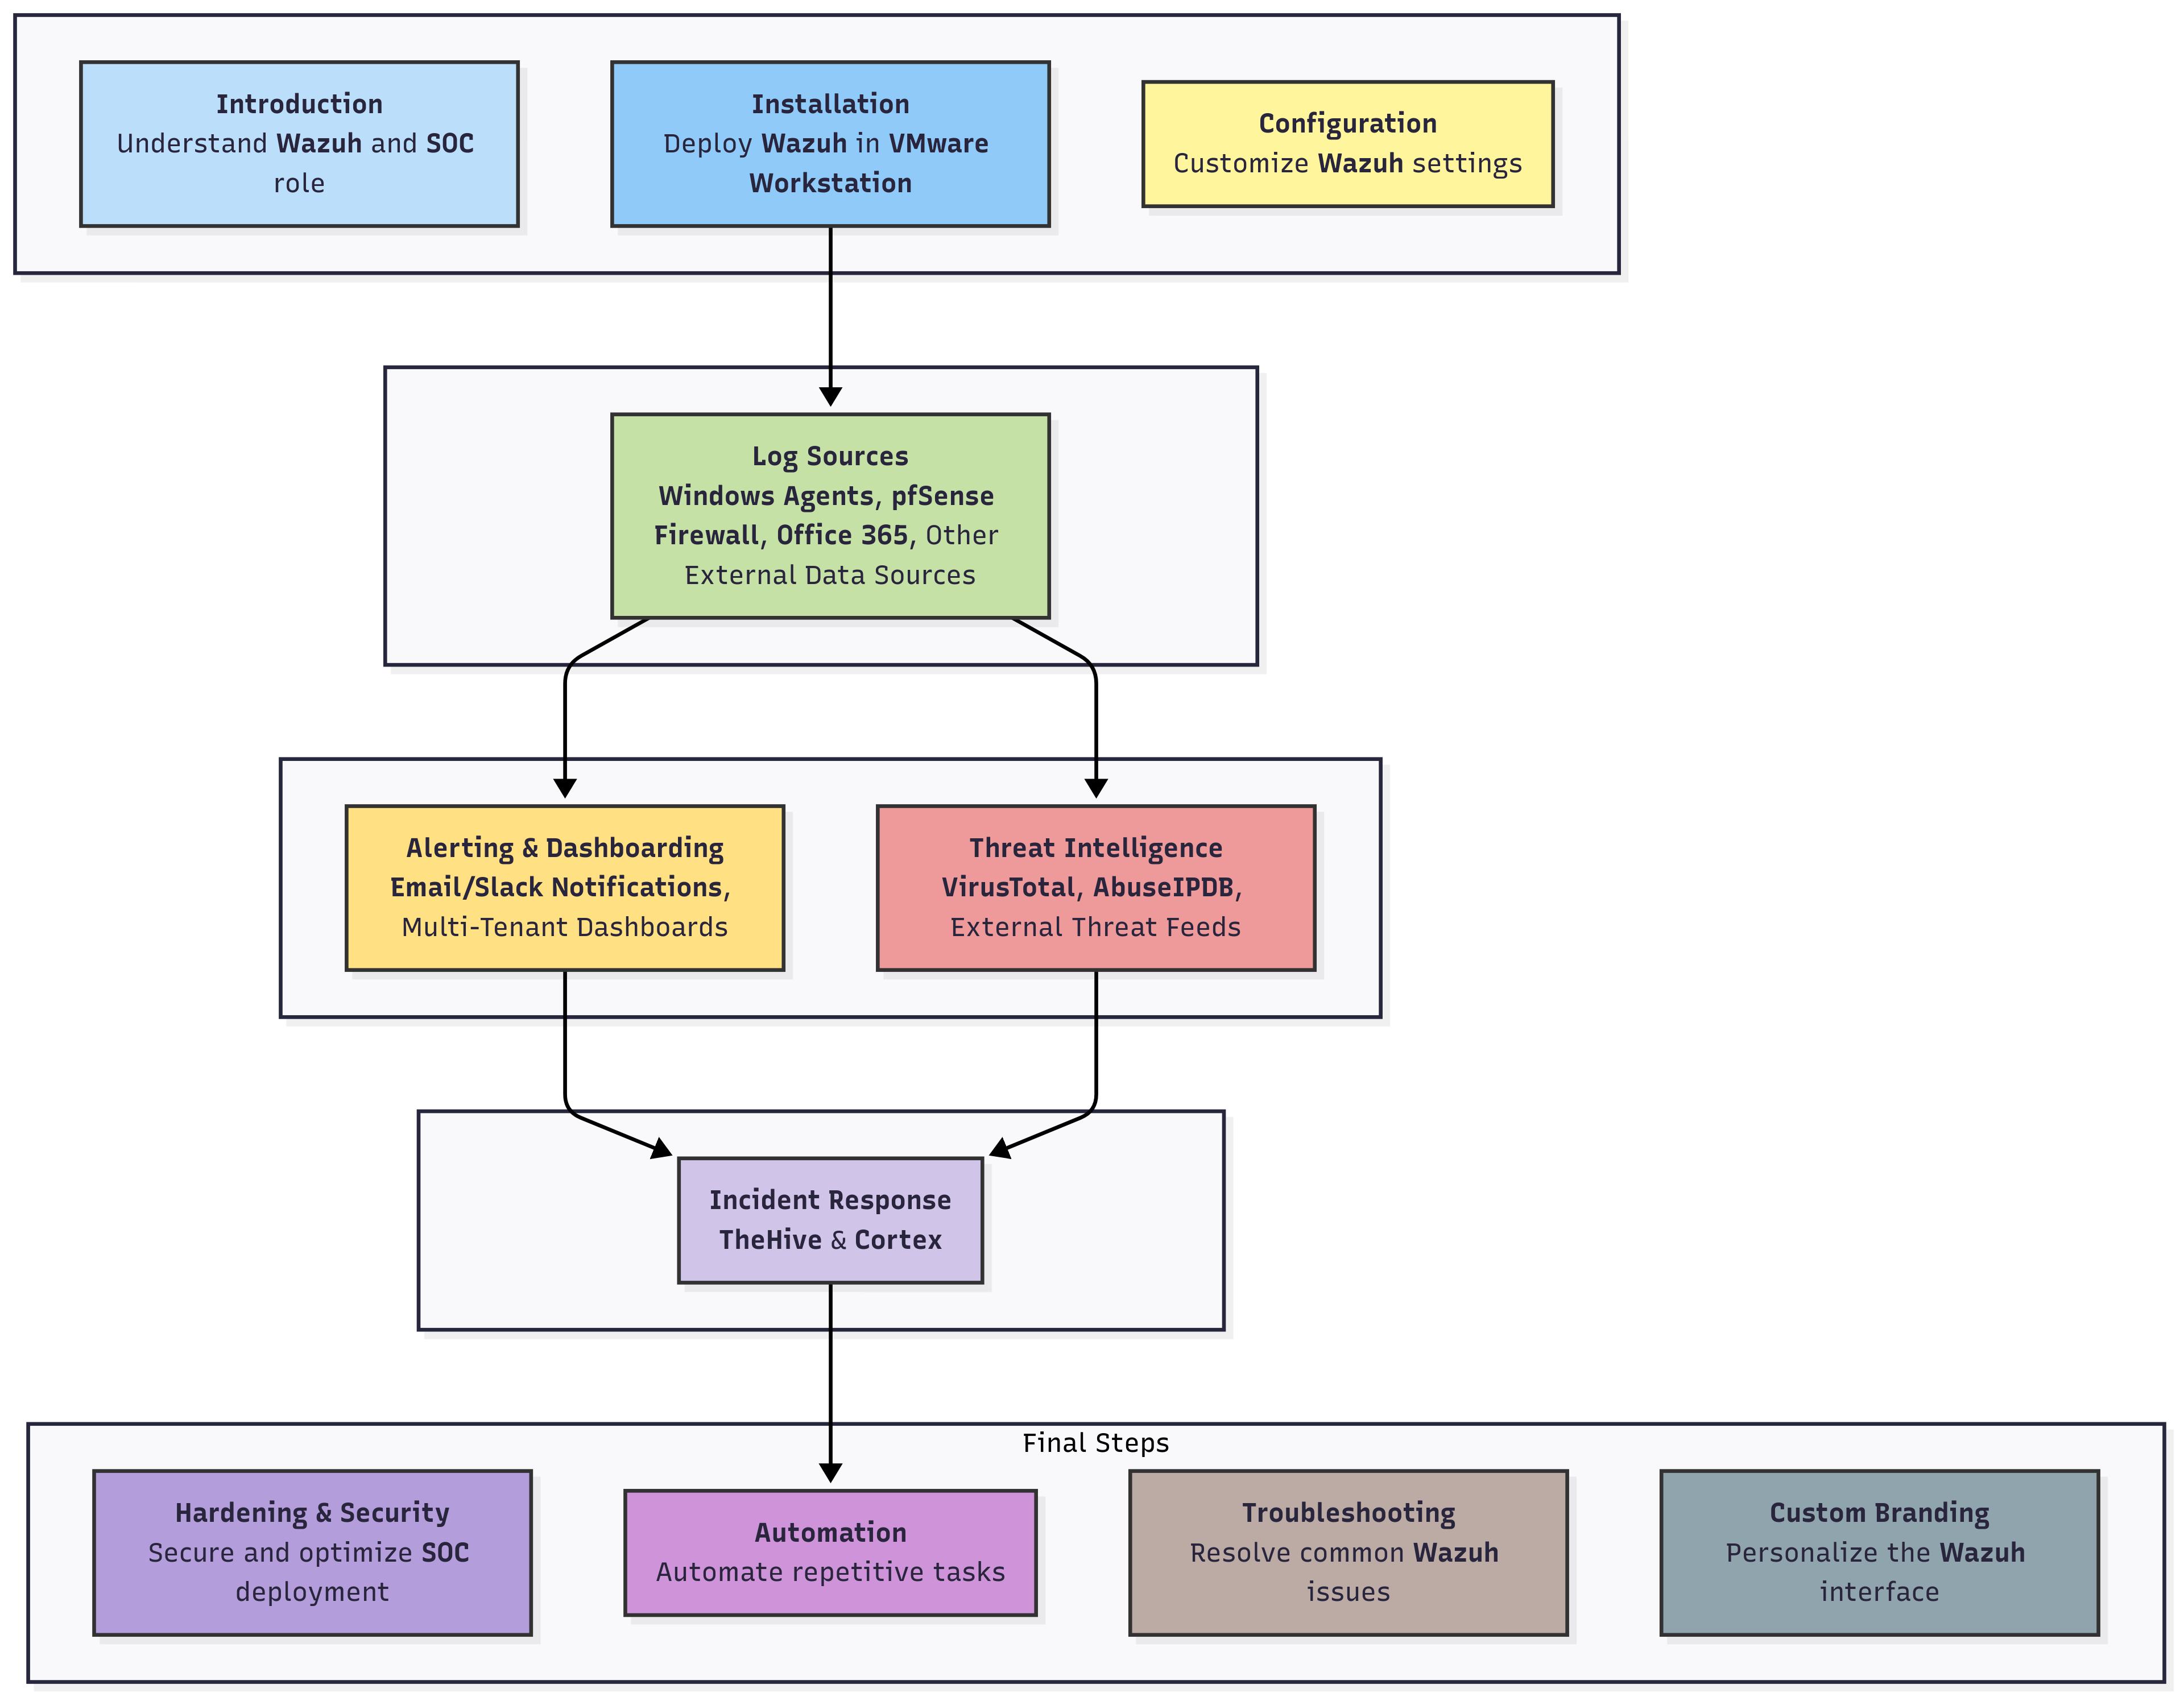 Introduction
Understand Wazuh and SOC
role
Installation
Deploy Wazuh in VMware
Workstation
Configuration
Customize Wazuh settings
Log Sources
Windows Agents, pfSense
Firewall, Office 365, Other
External Data Sources
Alerting & Dashboarding
Email/Slack Notifications,
Multi-Tenant Dashboards
Threat Intelligence
VirusTotal, AbuseIPDB,
External Threat Feeds
Incident Response
TheHive & Cortex
Final Steps
Hardening & Security
Secure and optimize SOC
deployment
Automation
Automate repetitive tasks
Troubleshooting
Resolve common Wazuh
issues
Custom Branding
Personalize the Wazuh
interface